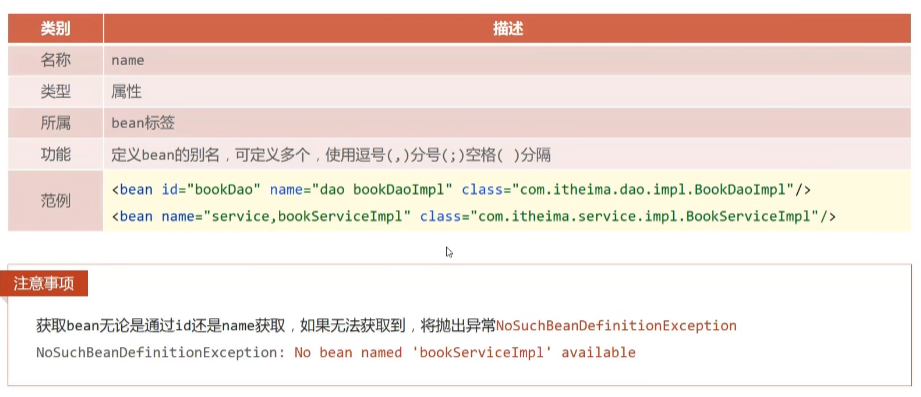 类别 描述
名称 name
类型 属性
所属 bean标签
功能 定义bean的别名，可定义多个，使用逗号(,)分号(;)空格( )分隔
范例
<bean id="bookDao" name="dao bookDaoImpl" class="com.itheima.dao.impl.BookDaoImpl"/>
<bean name="service,bookServiceImpl" class="com.itheima.service.impl.BookServiceImpl"/>
注意事项
获取bean无论是通过id还是name获取，如果无法获取到，将抛出异常NoSuchBeanDefinitionException
NoSuchBeanDefinitionException: No bean named 'bookServiceImpl' available